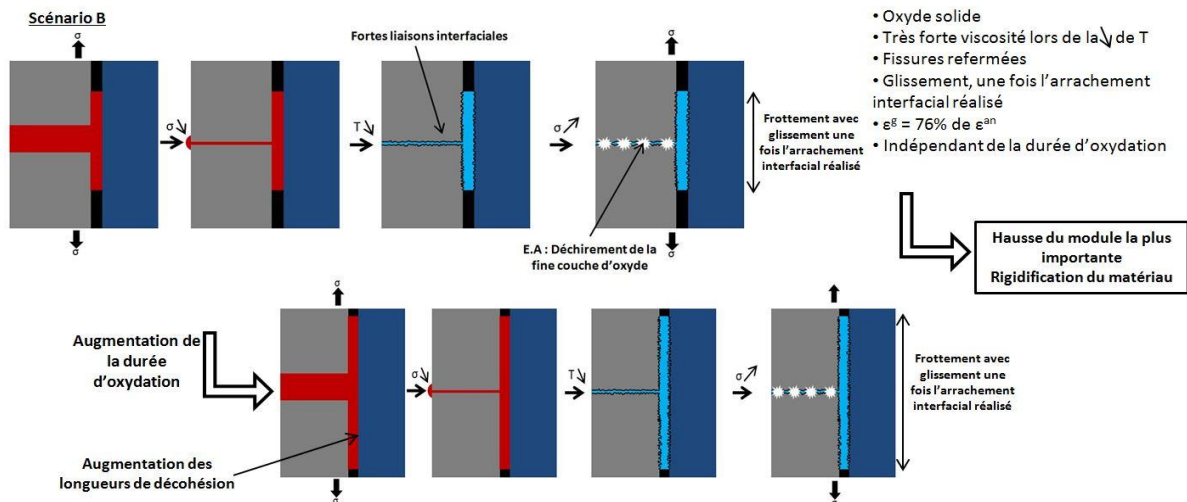 Scénario B
σ
Fortes liaisons interfaciales
σ
σ↘
T↘
σ↗
σ
σ
E.A : Déchirement de la
fine couche d'oxyde
Frottement avec
glissement une
fois l'arrachement
interfacial réalisé
• Oxyde solide
• Très forte viscosité lors de la ↘ de T
• Fissures refermées
• Glissement, une fois l'arrachement
interfacial réalisé
• εᵍ = 76% de εᵃⁿ
• Indépendant de la durée d'oxydation
Hausse du module la plus
importante
Rigidification du matériau
Augmentation de
la durée
d'oxydation
σ
σ↘
T↘
σ↗
σ
σ
Frottement avec
glissement une
fois l'arrachement
interfacial réalisé
Augmentation des
longueurs de décohésion